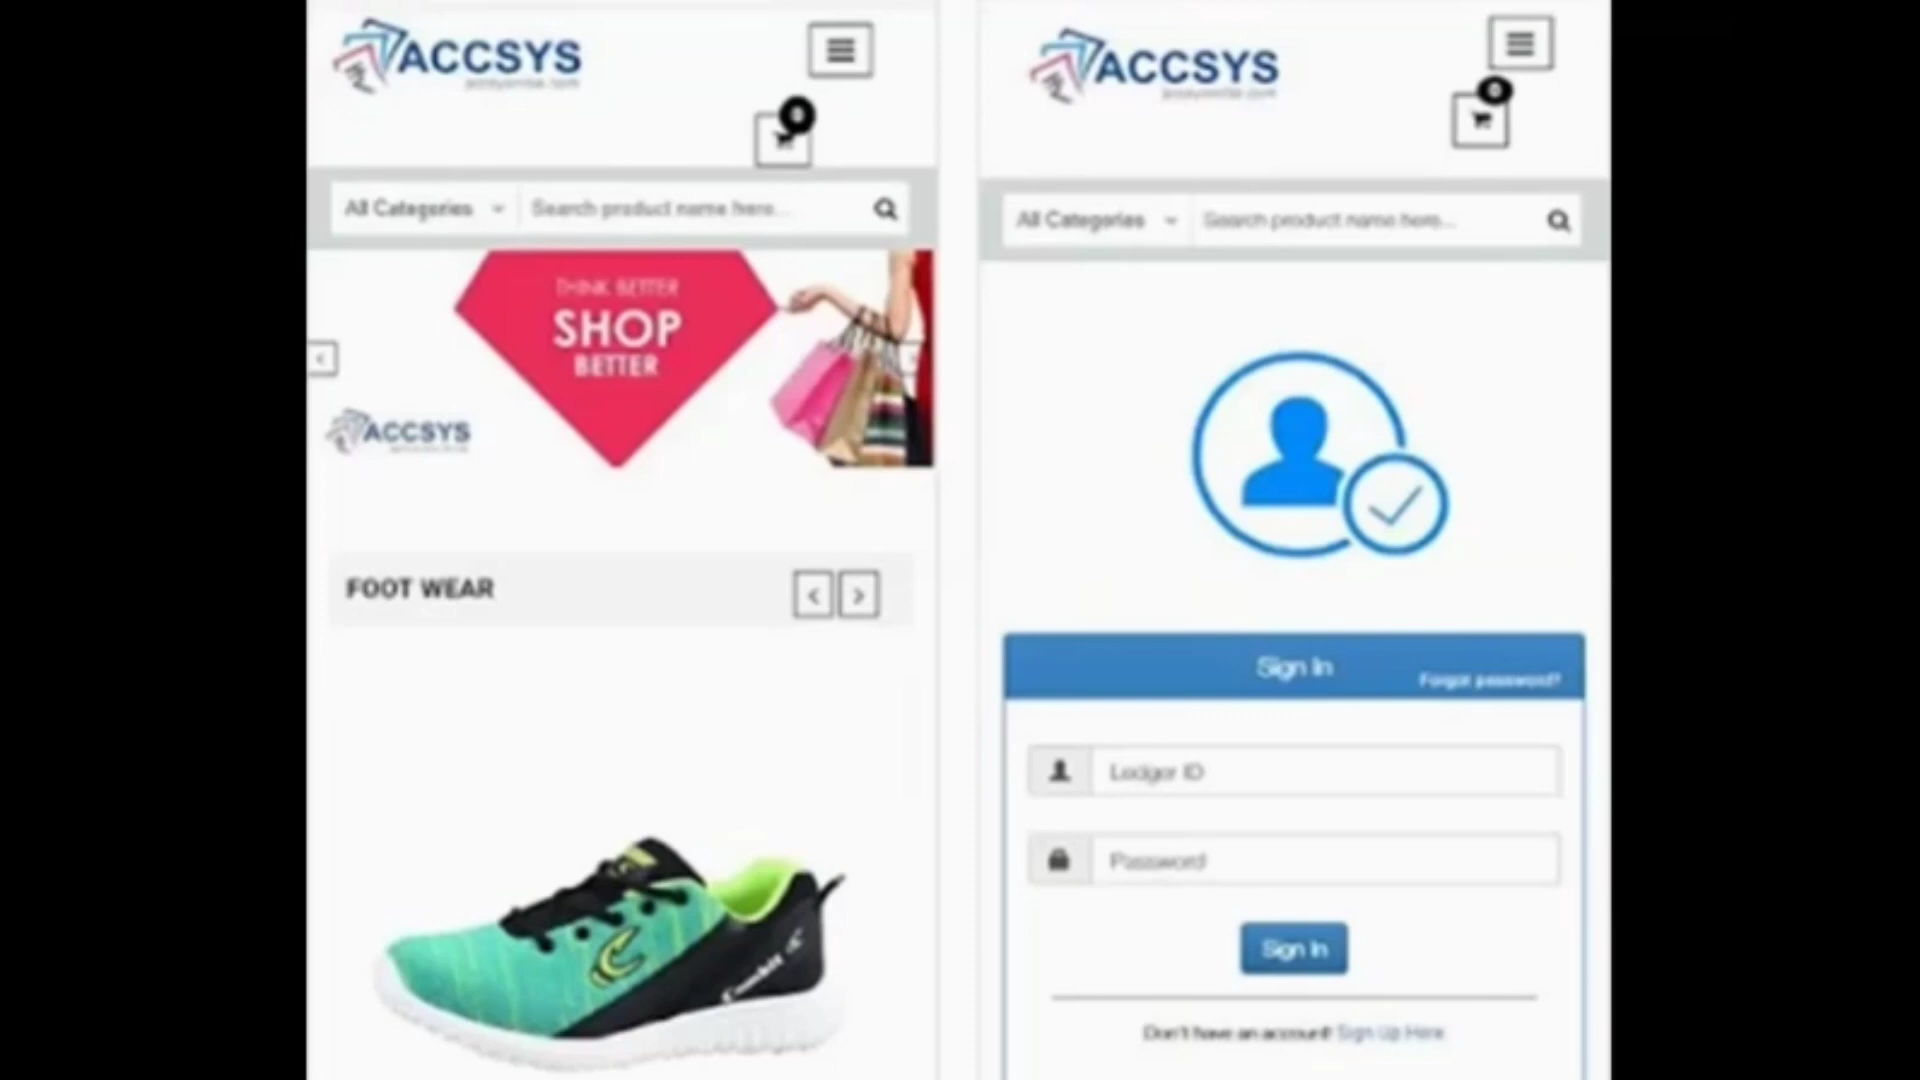 ACCSYS
0
All Categories
Search product name here...
THINK BETTER
SHOP
BETTER
ACCSYS
FOOT WEAR
ACCSYS
0
All Categories
Search product name here...
Sign In
Forgot password?
Ledger ID
Password
Sign In
Don't have an account! Sign Up Here